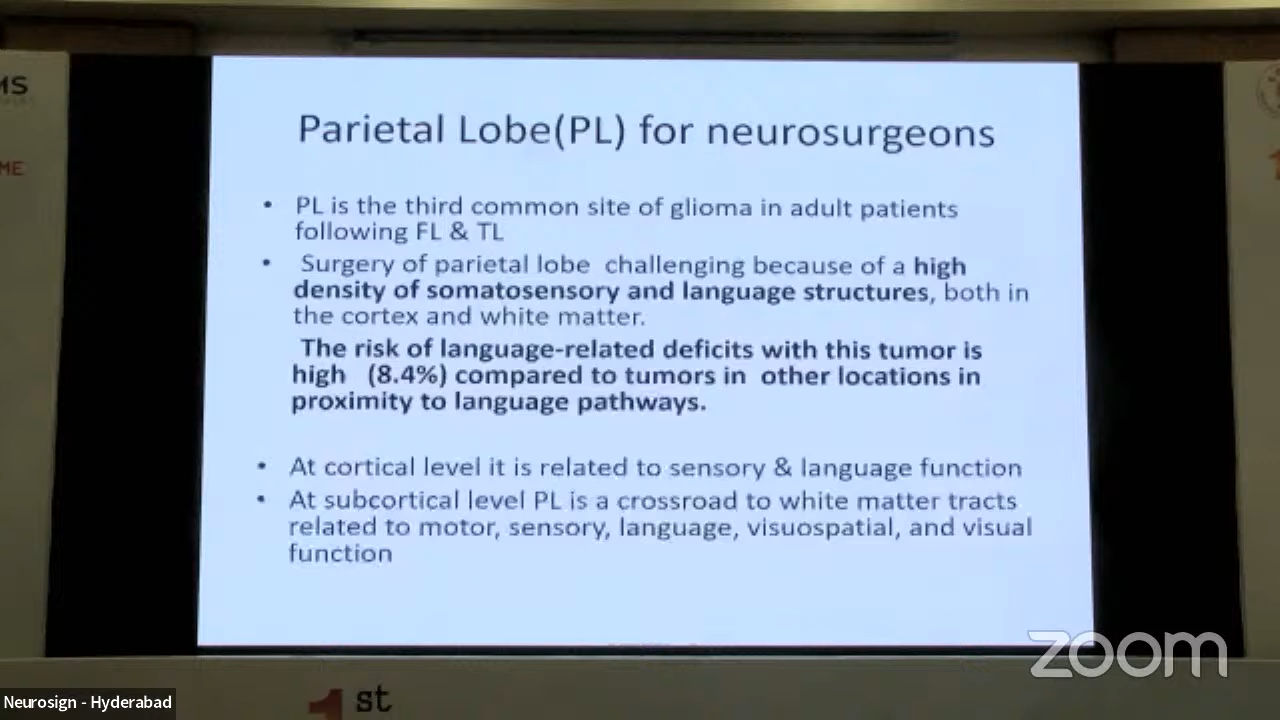 MS
ME
Parietal Lobe(PL) for neurosurgeons
• PL is the third common site of glioma in adult patients
following FL & TL
• Surgery of parietal lobe challenging because of a high
density of somatosensory and language structures, both in
the cortex and white matter.
The risk of language-related deficits with this tumor is
high (8.4%) compared to tumors in other locations in
proximity to language pathways.
• At cortical level it is related to sensory & language function
• At subcortical level PL is a crossroad to white matter tracts
related to motor, sensory, language, visuospatial, and visual
function
zoom
1st
Neurosign - Hyderabad